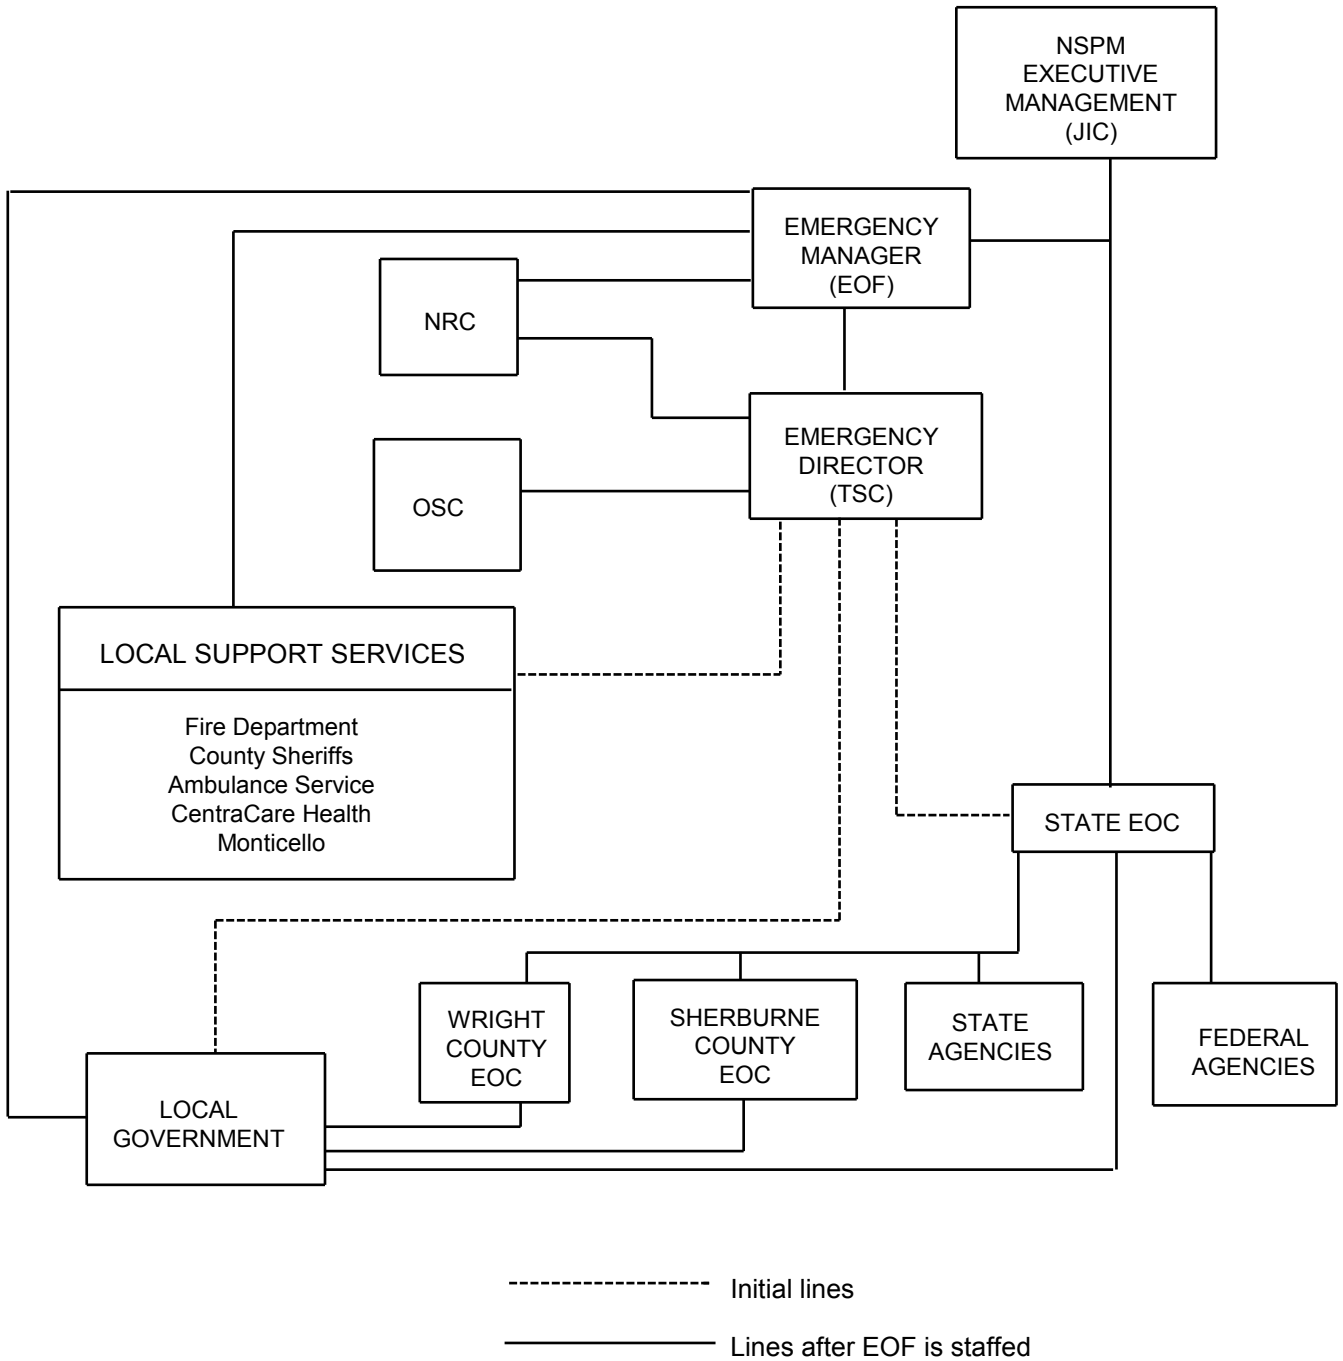 NSPM
EXECUTIVE
MANAGEMENT
(JIC)
EMERGENCY
MANAGER
(EOF)
NRC
EMERGENCY
DIRECTOR
(TSC)
OSC
LOCAL SUPPORT SERVICES
Fire Department
County Sheriffs
Ambulance Service
CentraCare Health
Monticello
STATE EOC
WRIGHT
COUNTY
EOC
SHERBURNE
COUNTY
EOC
STATE
AGENCIES
FEDERAL
AGENCIES
LOCAL
GOVERNMENT
Initial lines
Lines after EOF is staffed